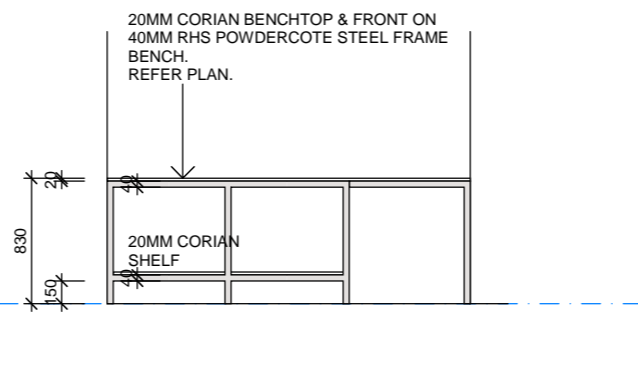 20MM CORIAN BENCHTOP & FRONT ON
40MM RHS POWDERCOTE STEEL FRAME
BENCH.
REFER PLAN.
20
40
830
20MM CORIAN
SHELF
40
150